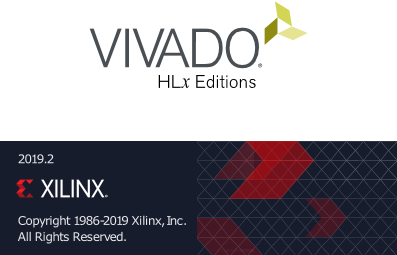 VIVADO®
HLx Editions
2019.2
XILINX®
Copyright 1986-2019 Xilinx, Inc.
All Rights Reserved.